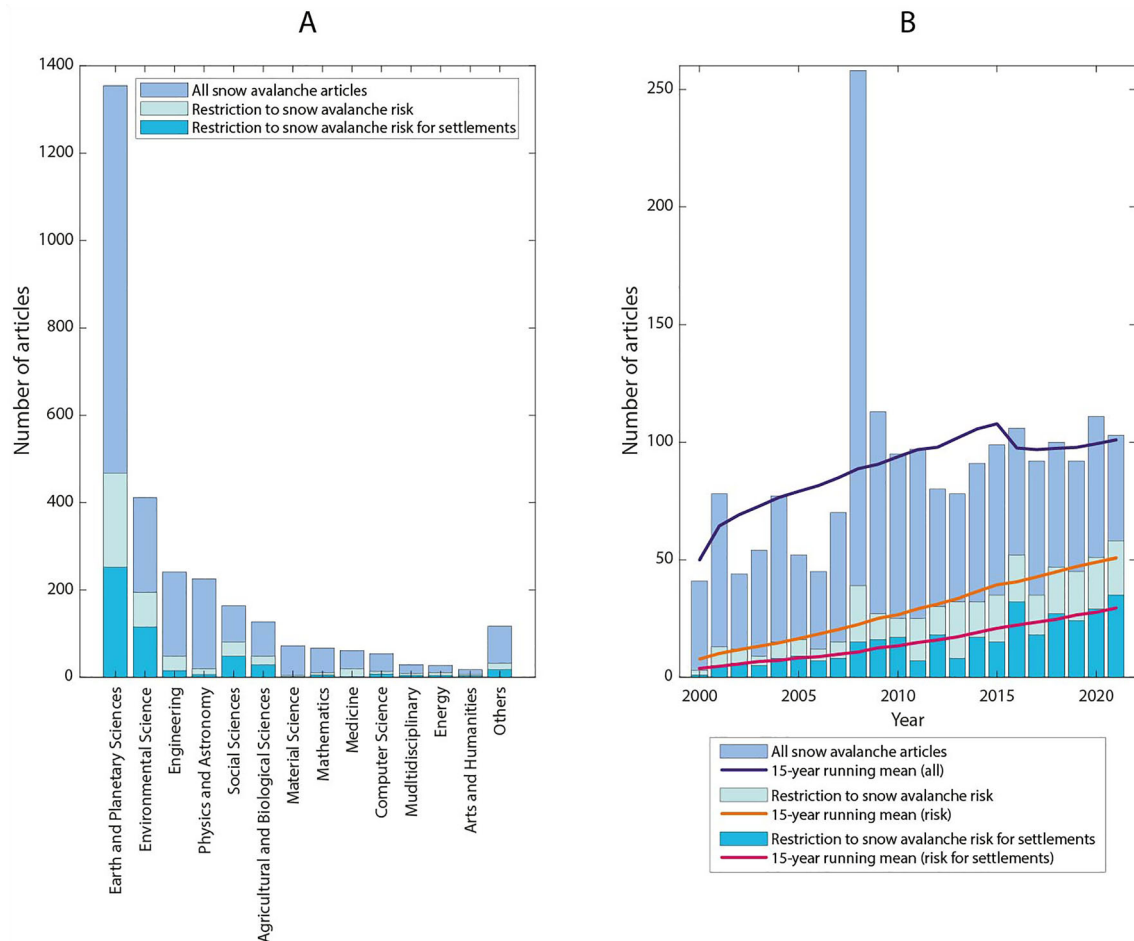 A
1400
1200
1000
800
600
400
200
0
Number of articles
All snow avalanche articles
Restriction to snow avalanche risk
Restriction to snow avalanche risk for settlements
Earth and Planetary Sciences
Environmental Science
Engineering
Physics and Astronomy
Social Sciences
Agricultural and Biological Sciences
Material Science
Mathematics
Medicine
Computer Science
Mudltidisciplinary
Energy
Arts and Humanities
Others
B
250
200
150
100
50
0
Number of articles
2000 2005 2010 2015 2020
Year
All snow avalanche articles
15-year running mean (all)
Restriction to snow avalanche risk
15-year running mean (risk)
Restriction to snow avalanche risk for settlements
15-year running mean (risk for settlements)